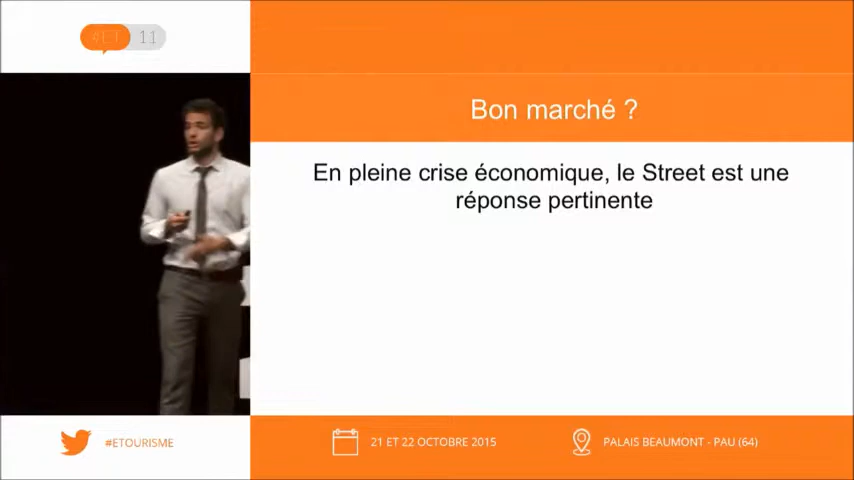 #ET 11
Bon marché ?
En pleine crise économique, le Street est une
réponse pertinente
#ETOURISME
21 ET 22 OCTOBRE 2015
PALAIS BEAUMONT - PAU (64)